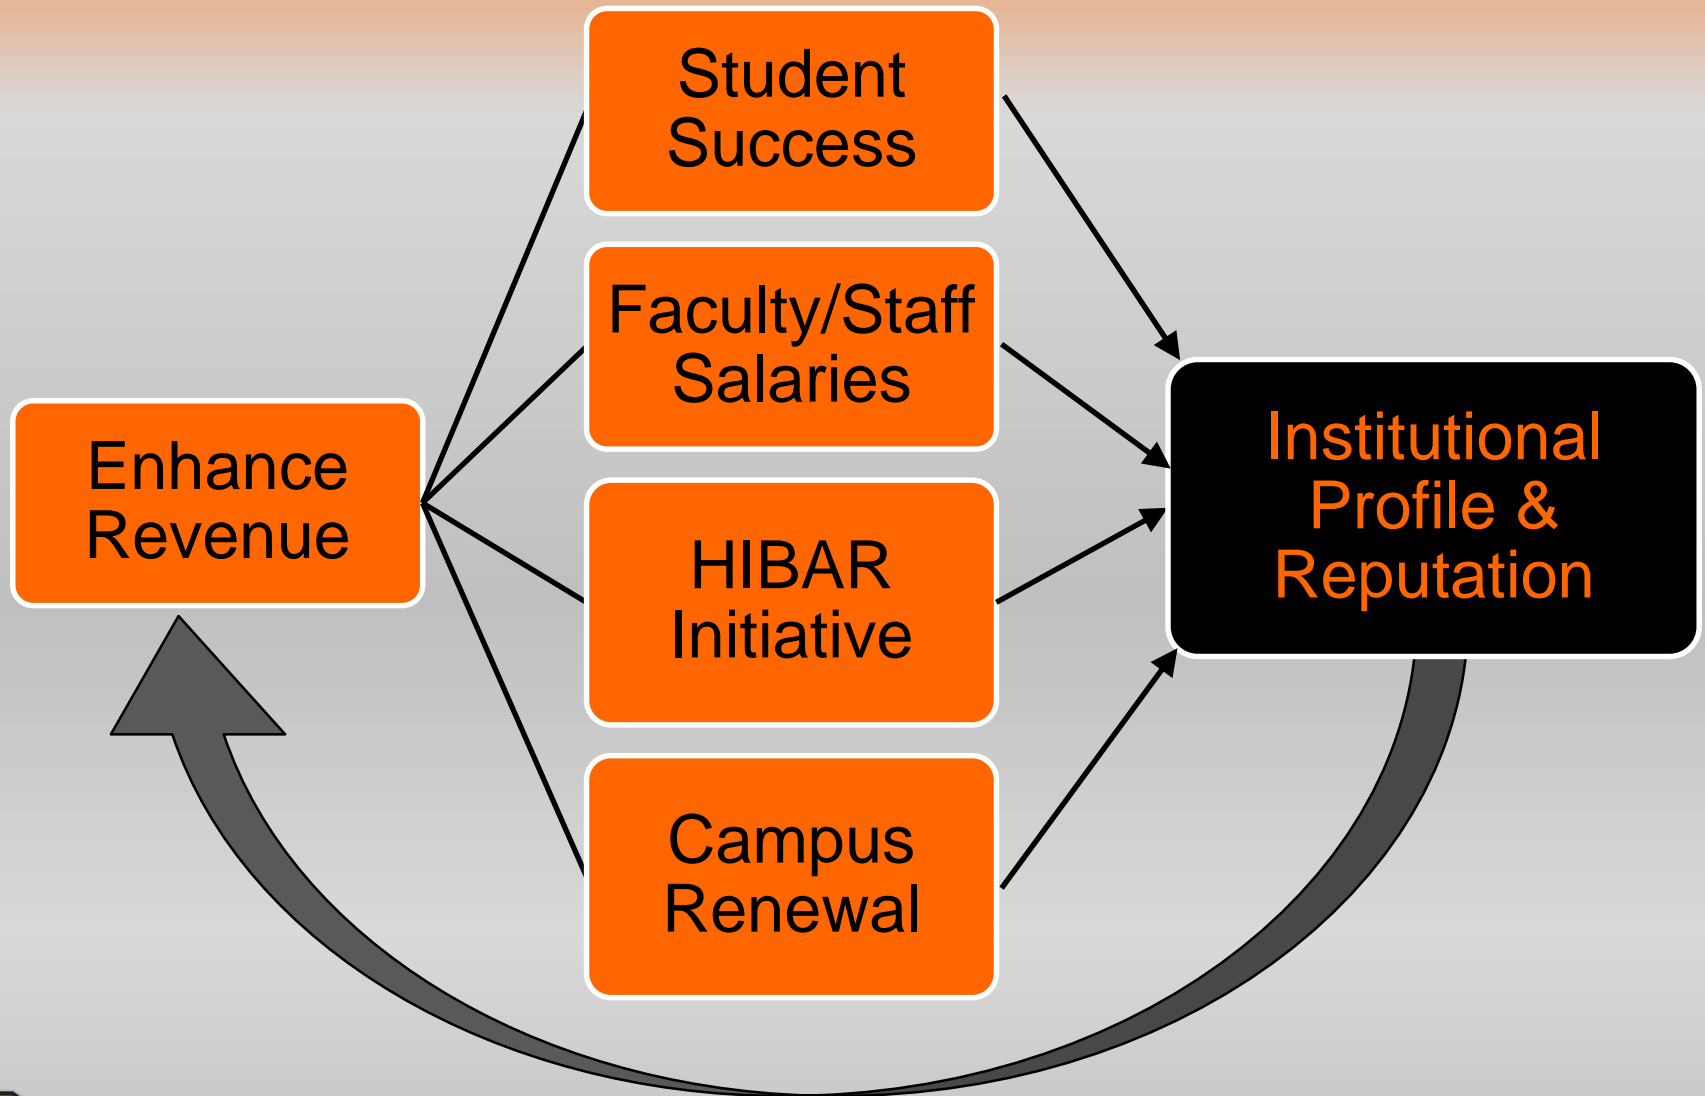 Student
Success
Faculty/Staff
Salaries
Enhance
Revenue
HIBAR
Initiative
Campus
Renewal
Institutional
Profile &
Reputation